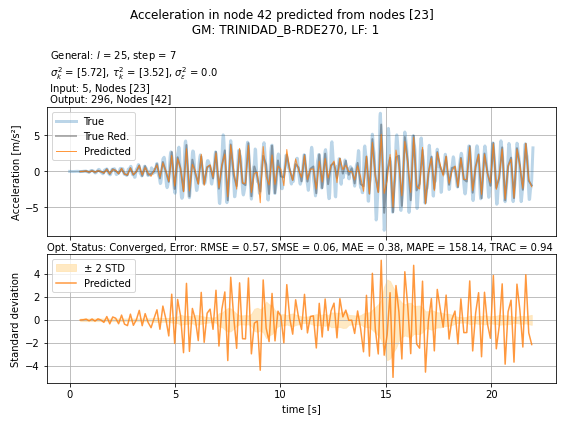 Acceleration in node 42 predicted from nodes [23]
GM: TRINIDAD_B-RDE270, LF: 1
General: l = 25, step = 7
σ²ₖ = [5.72], τ²ₖ = [3.52], σ²ε = 0.0
Input: 5, Nodes [23]
Output: 296, Nodes [42]
True
True Red.
Predicted
Acceleration [m/s²]
5
0
−5
Opt. Status: Converged, Error: RMSE = 0.57, SMSE = 0.06, MAE = 0.38, MAPE = 158.14, TRAC = 0.94
± 2 STD
Predicted
Standard deviation
4
2
0
−2
−4
0
5
10
15
20
time [s]